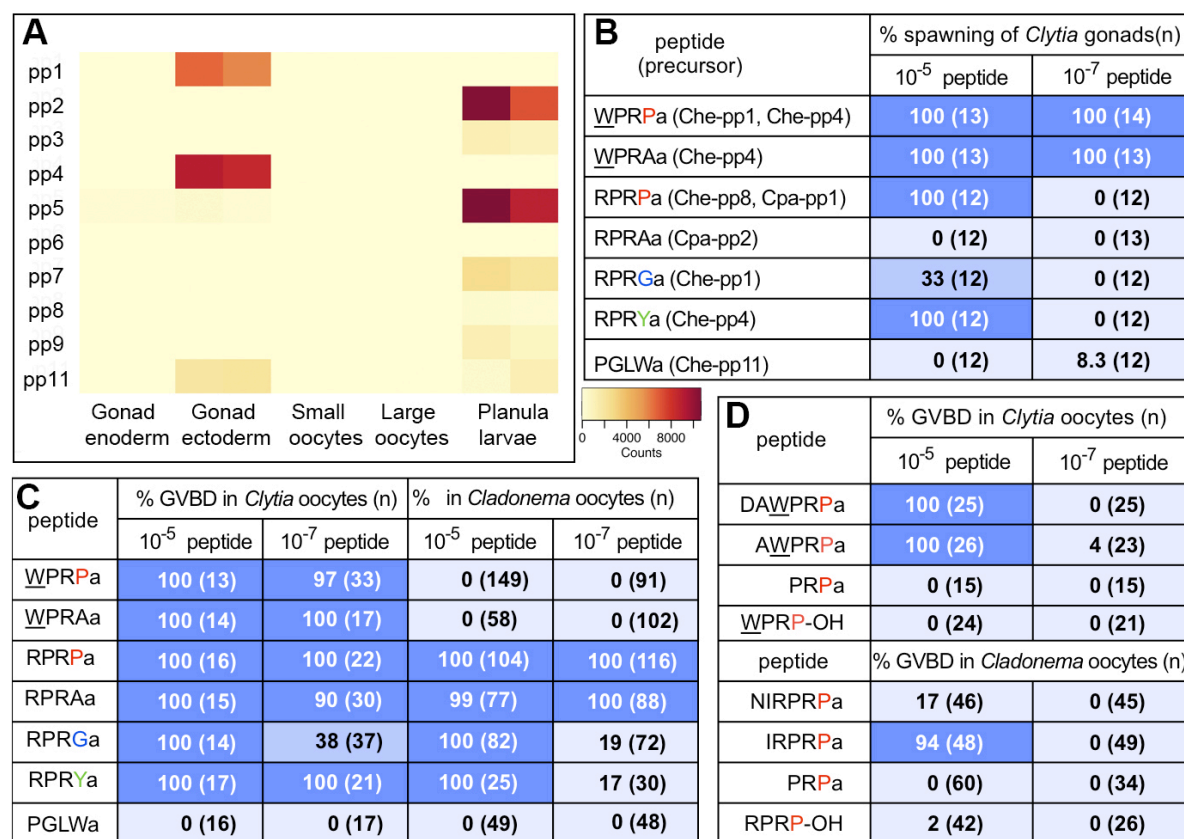 A
pp1
pp2
pp3
pp4
pp5
pp6
pp7
pp8
pp9
pp11
Gonad enoderm
Gonad ectoderm
Small oocytes
Large oocytes
Planula larvae
0 4000 8000
Counts
B
peptide (precursor)
% spawning of Clytia gonads(n)
10-5 peptide 10-7 peptide
WPRPa (Che-pp1, Che-pp4) 100 (13) 100 (14)
WPRAa (Che-pp4) 100 (13) 100 (13)
RPRPa (Che-pp8, Cpa-pp1) 100 (12) 0 (12)
RPRAa (Cpa-pp2) 0 (12) 0 (13)
RPRGa (Che-pp1) 33 (12) 0 (12)
RPRYa (Che-pp4) 100 (12) 0 (12)
PGLWa (Che-pp11) 0 (12) 8.3 (12)
C
peptide
% GVBD in Clytia oocytes (n) % in Cladonema oocytes (n)
10-5 peptide 10-7 peptide 10-5 peptide 10-7 peptide
WPRPa 100 (13) 97 (33) 0 (149) 0 (91)
WPRAa 100 (14) 100 (17) 0 (58) 0 (102)
RPRPa 100 (16) 100 (22) 100 (104) 100 (116)
RPRAa 100 (15) 90 (30) 99 (77) 100 (88)
RPRGa 100 (14) 38 (37) 100 (82) 19 (72)
RPRYa 100 (17) 100 (21) 100 (25) 17 (30)
PGLWa 0 (16) 0 (17) 0 (49) 0 (48)
D
peptide
% GVBD in Clytia oocytes (n)
10-5 peptide 10-7 peptide
DAWPRPa 100 (25) 0 (25)
AWPRPa 100 (26) 4 (23)
PRPa 0 (15) 0 (15)
WPRP-OH 0 (24) 0 (21)
peptide % GVBD in Cladonema oocytes (n)
NIRPRPa 17 (46) 0 (45)
IRPRPa 94 (48) 0 (49)
PRPa 0 (60) 0 (34)
RPRP-OH 2 (42) 0 (26)